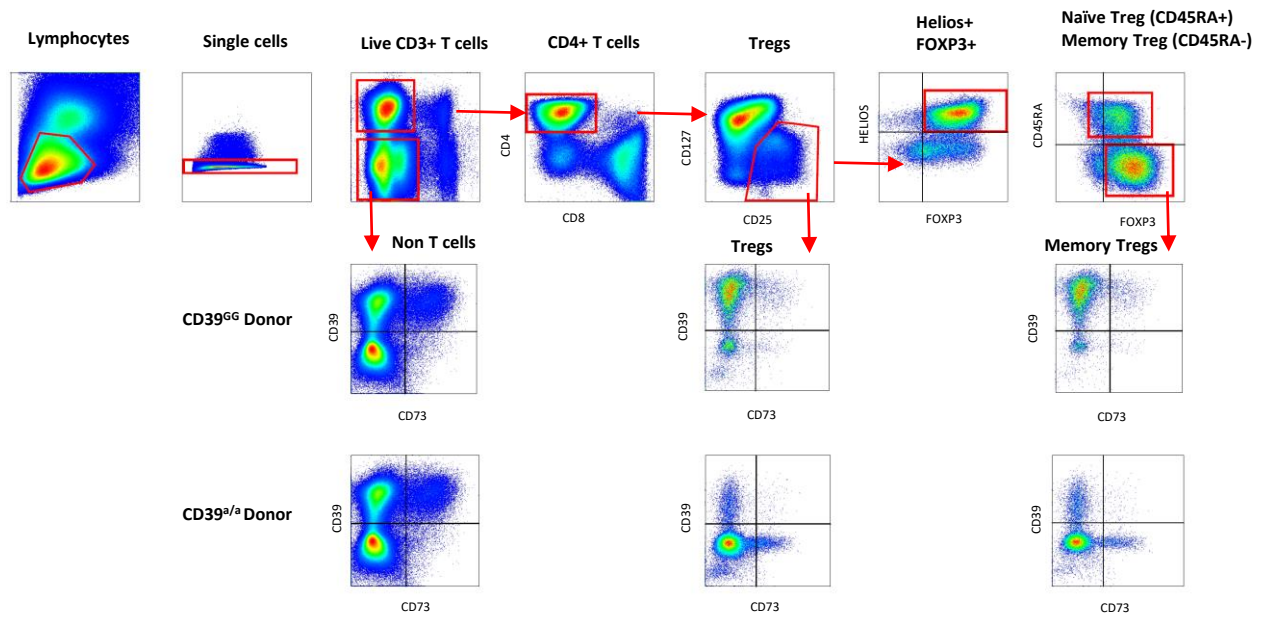 Lymphocytes
Single cells
Live CD3+ T cells
CD4+ T cells
Tregs
Helios+
FOXP3+
Naïve Treg (CD45RA+)
Memory Treg (CD45RA-)
CD4
CD8
CD127
CD25
HELIOS
FOXP3
CD45RA
FOXP3
Non T cells
Tregs
Memory Tregs
CD39GG Donor
CD39
CD73
CD39
CD73
CD39
CD73
CD39a/a Donor
CD39
CD73
CD39
CD73
CD39
CD73